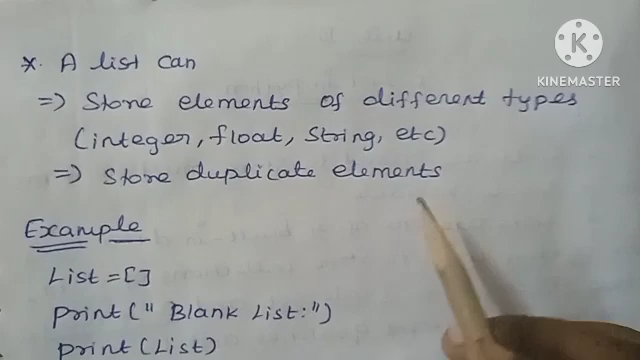 *. A list can
=> Store elements of different types
(integer, float, String, etc)
=> Store duplicate elements
Example
List = []
print(" Blank List:")
print(List)
K
KINEMASTER